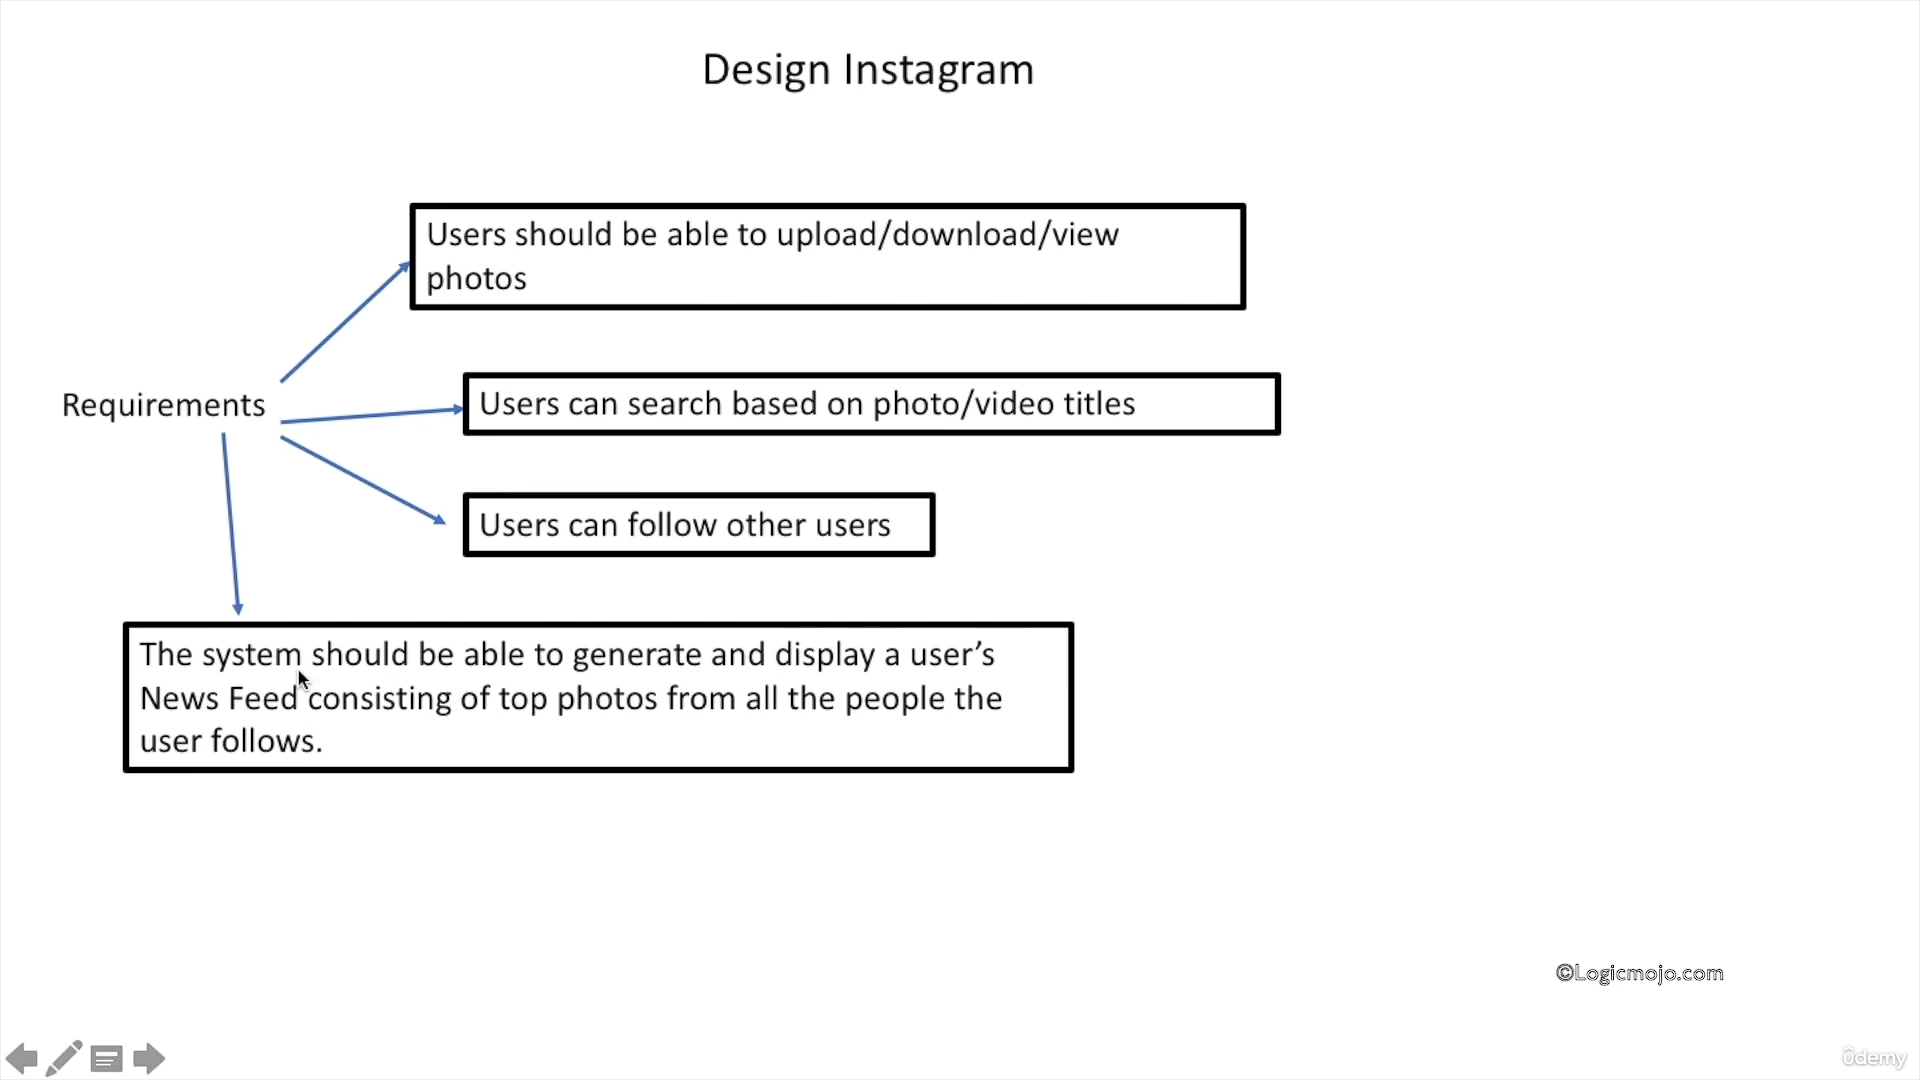 Design Instagram
Users should be able to upload/download/view
photos
Requirements
Users can search based on photo/video titles
Users can follow other users
The system should be able to generate and display a user’s
News Feed consisting of top photos from all the people the
user follows.
©Logicmojo.com
ûdemy